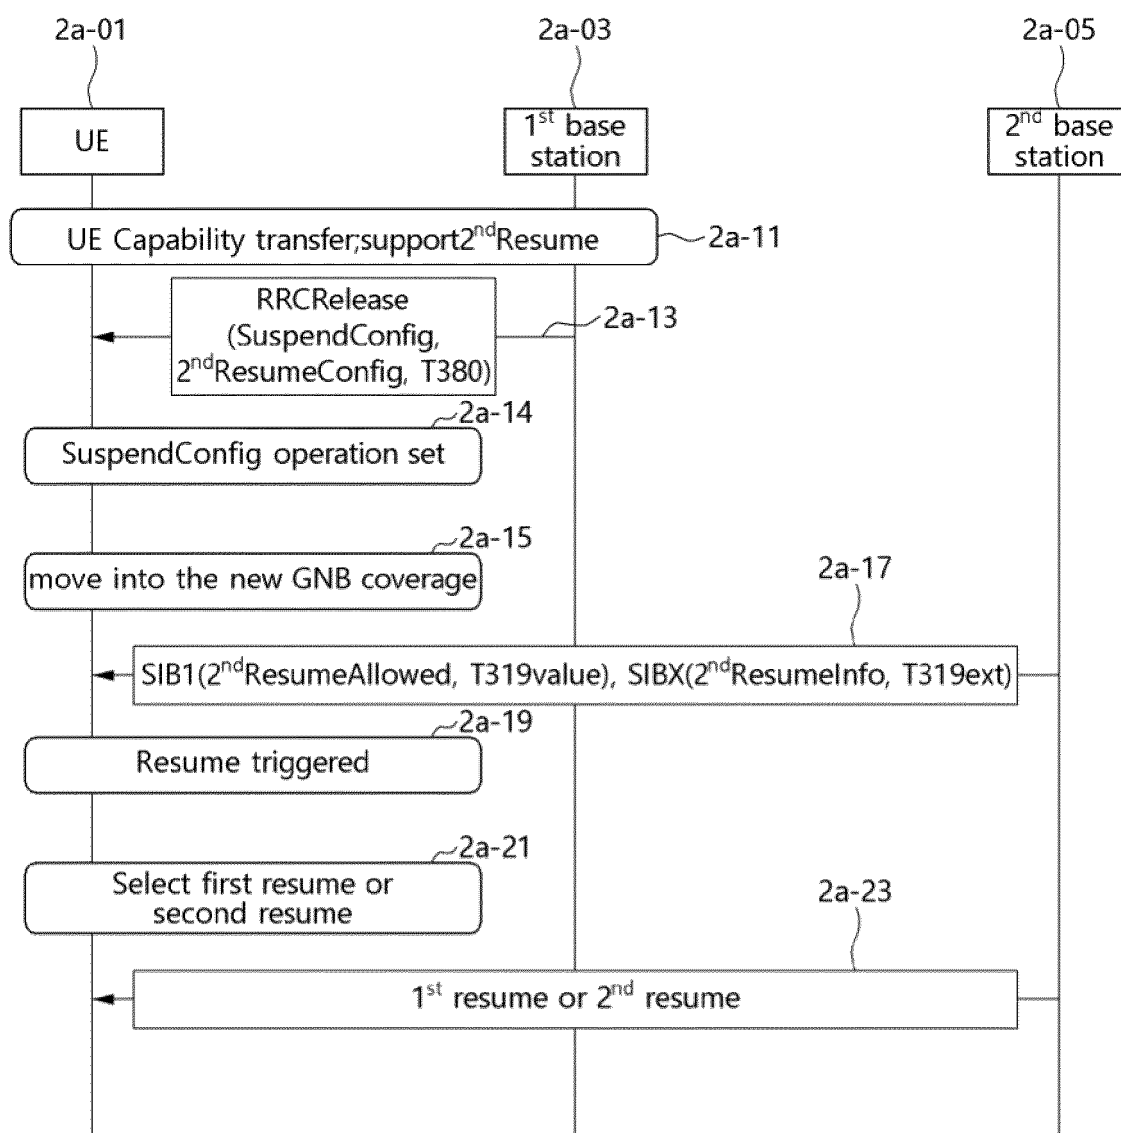 2a-01
2a-03
2a-05
UE
1st base
station
2nd base
station
UE Capability transfer;support2ndResume
2a-11
RRCRelease
(SuspendConfig,
2ndResumeConfig, T380)
2a-13
2a-14
SuspendConfig operation set
2a-15
move into the new GNB coverage
2a-17
SIB1(2ndResumeAllowed, T319value), SIBX(2ndResumeInfo, T319ext)
2a-19
Resume triggered
2a-21
Select first resume or
second resume
2a-23
1st resume or 2nd resume